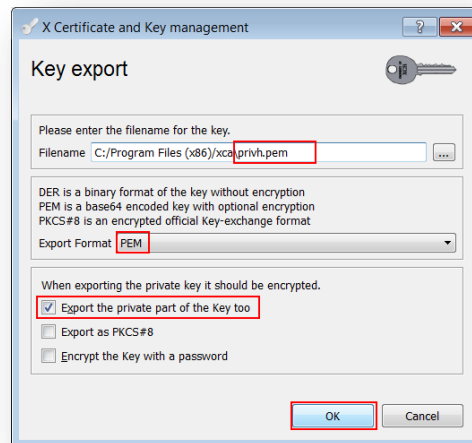 X Certificate and Key management
Key export
Please enter the filename for the key.
Filename C:/Program Files (x86)/xca\privh.pem ...
DER is a binary format of the key without encryption
PEM is a base64 encoded key with optional encryption
PKCS#8 is an encrypted official Key-exchange format
Export Format PEM
When exporting the private key it should be encrypted.
Export the private part of the Key too
Export as PKCS#8
Encrypt the Key with a password
OK Cancel